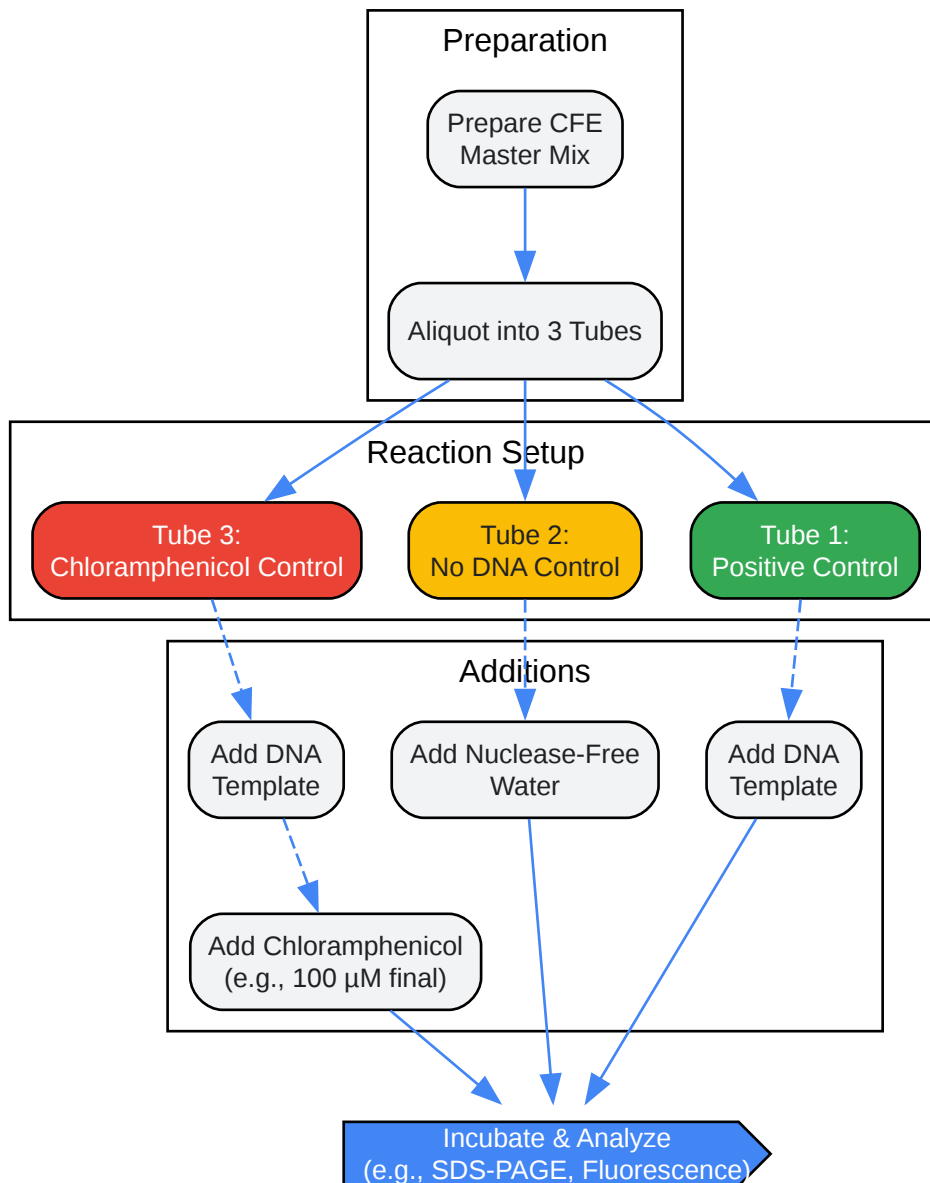 Preparation
Prepare CFE
Master Mix
Aliquot into 3 Tubes
Reaction Setup
Tube 3:
Chloramphenicol Control
Tube 2:
No DNA Control
Tube 1:
Positive Control
Additions
Add DNA
Template
Add Nuclease-Free
Water
Add DNA
Template
Add Chloramphenicol
(e.g., 100 µM final)
Incubate & Analyze
(e.g., SDS-PAGE, Fluorescence)